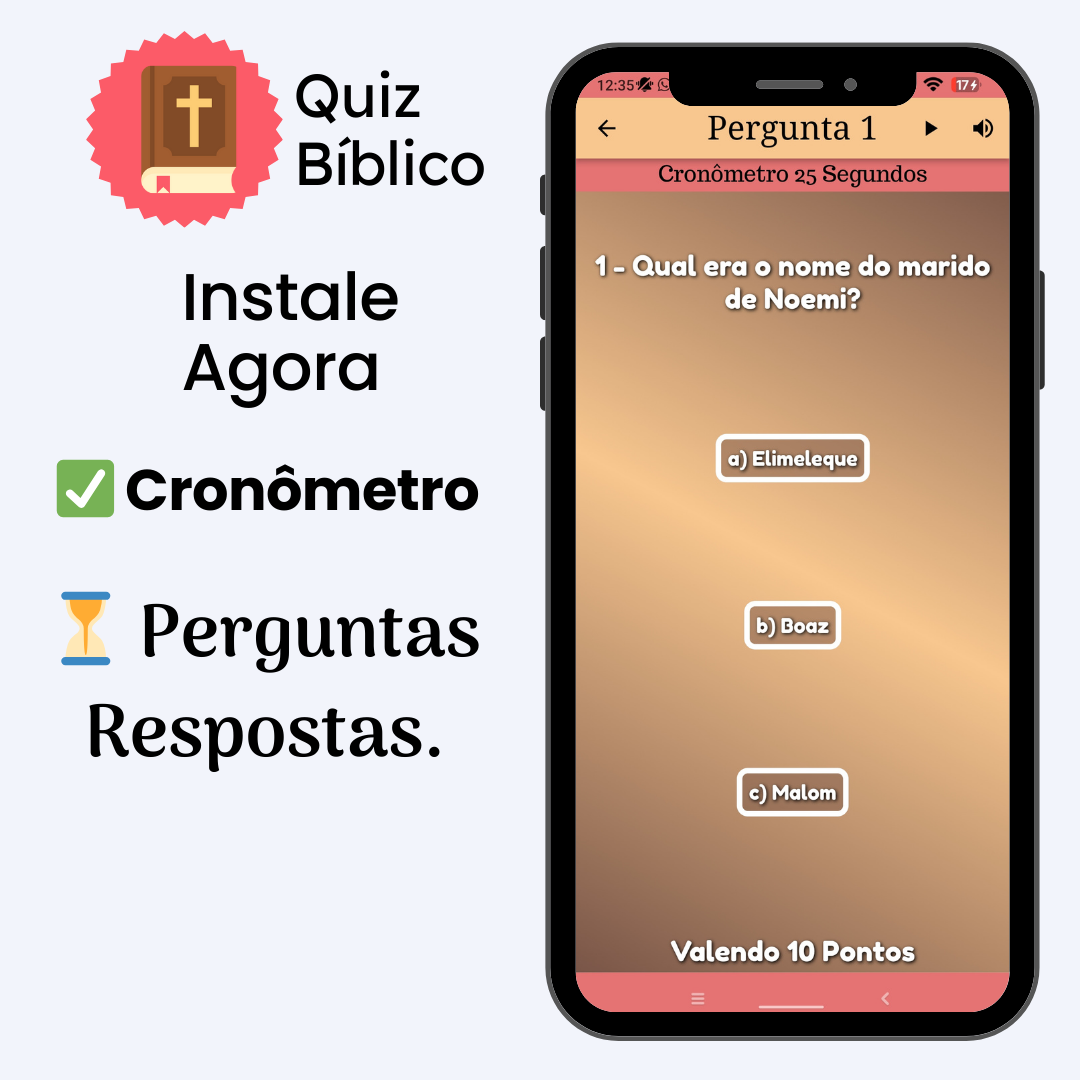 Quiz
Bíblico
Instale
Agora
Cronômetro
Perguntas
Respostas.
12:35
17
Pergunta 1
Cronômetro 25 Segundos
1 - Qual era o nome do marido
de Noemi?
a) Elimeleque
b) Boaz
c) Malom
Valendo 10 Pontos